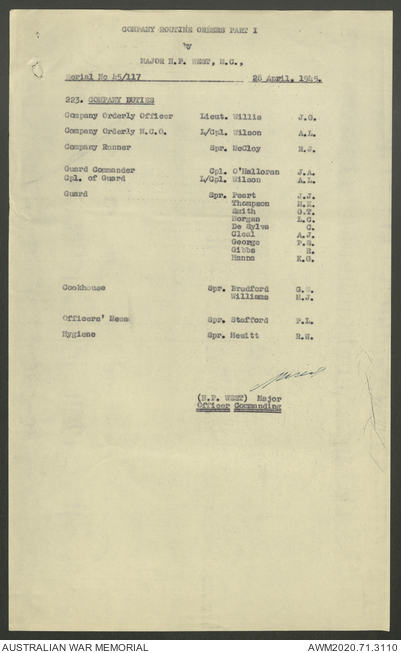 COMPANY ROUTINE ORDERS PART I
by
MAJOR N.F. WEST, M.C.,
Serial No 45/117 26 April, 1945.
223. COMPANY DUTIES
Company Orderly Officer Lieut. Willis J.G.
Company Orderly N.C.O. L/Cpl. Wilson A.L.
Company Runner Spr. McCley R.J.
Guard Commander Cpl. O'Halloran J.A.
Cpl. of Guard L/Cpl. Wilson A.L.
Guard Spr. Peart J.J.
Thompson M.E.
Smith G.T.
Morgan L.C.
De Sylva C.
Cleal A.J.
George P.S.
Gibbs R.
Hanna E.G.
Cookhouse Spr. Bradford G.W.
Williams M.J.
Officers' Mess Spr. Stafford F.L.
Hygiene Spr. Hewitt R.W.
(N.F. WEST) Major
Officer Commanding
AUSTRALIAN WAR MEMORIAL AWM2020.71.3110